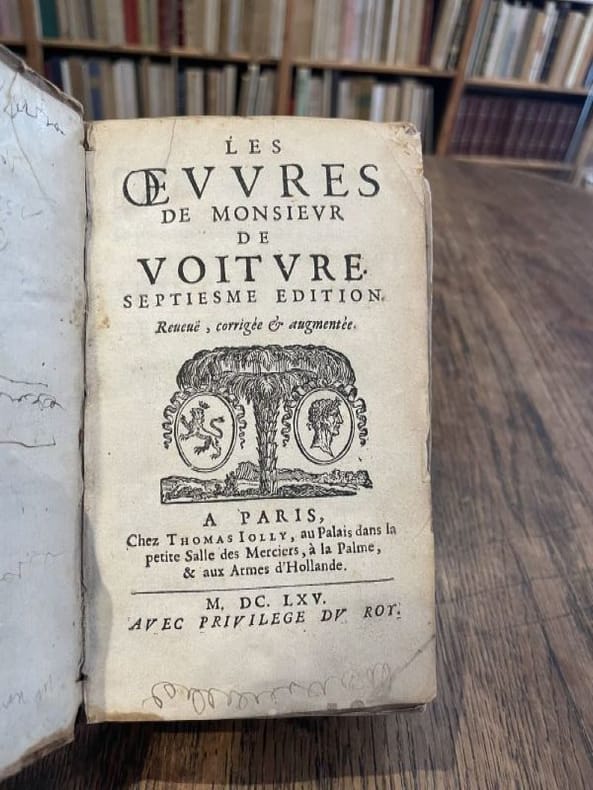 LES
ŒVVRES
DE MONSIEVR
DE
VOITVRE.
SEPTIESME EDITION.
Reueuë, corrigée & augmentée.
A PARIS,
Chez THOMAS IOLLY, au Palais dans la
petite Salle des Merciers, à la Palme,
& aux Armes d'Hollande.
M. DC. LXV.
AVEC PRIVILEGE DV ROY.